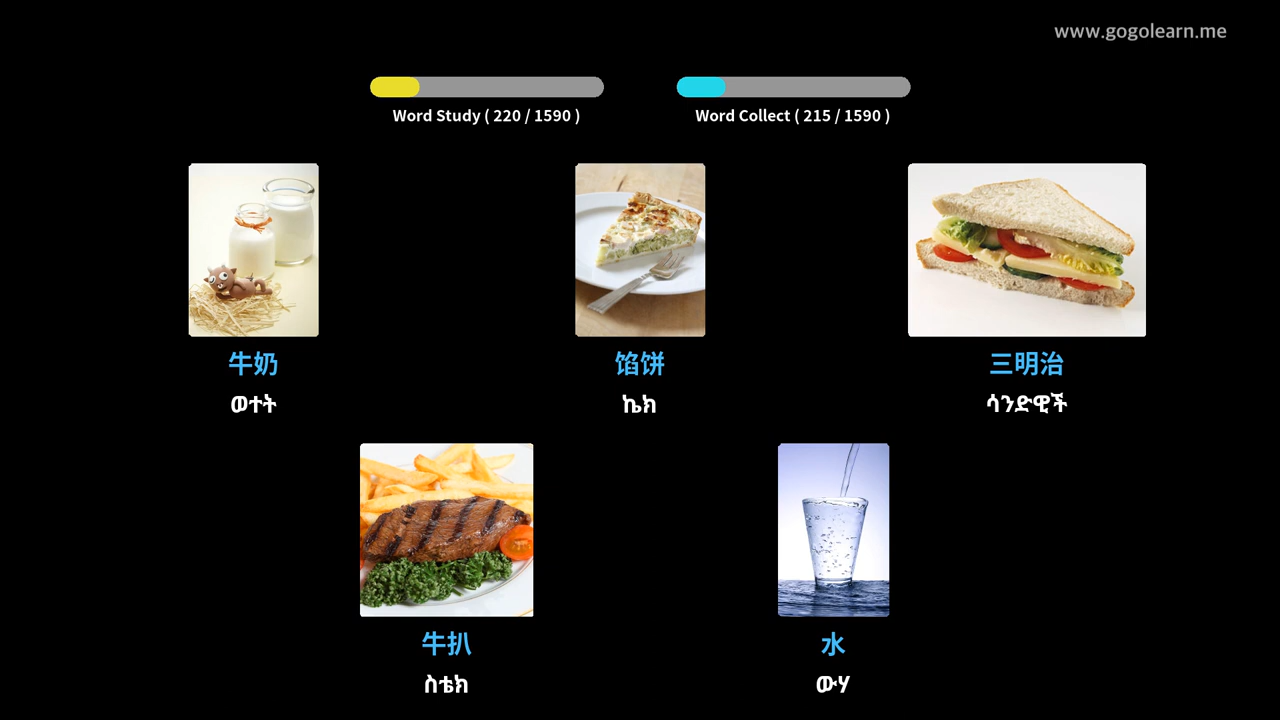 www.gogolearn.me
Word Study ( 220 / 1590 )
Word Collect ( 215 / 1590 )
牛奶
馅饼
三明治
ወተት
ኬክ
ሳንድዊች
牛扒
水
ስቴክ
ውሃ